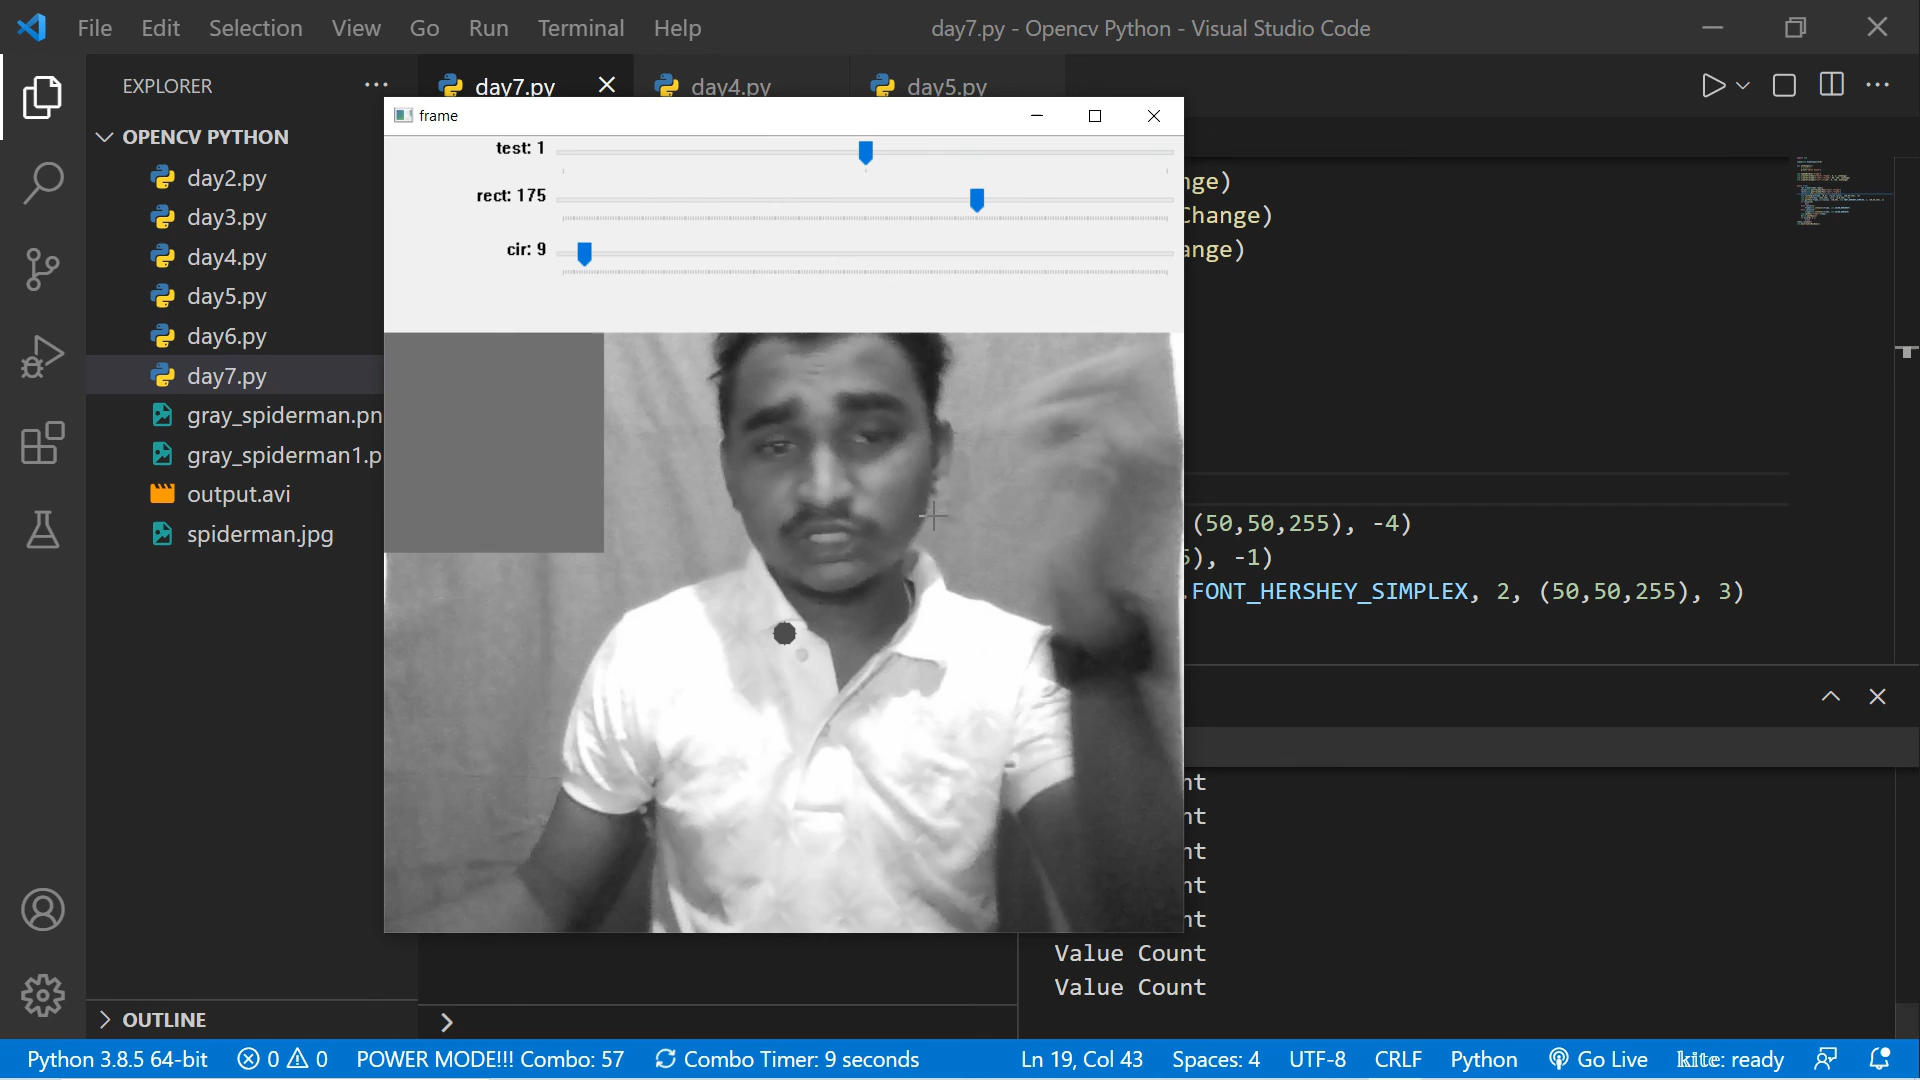 File Edit Selection View Go Run Terminal Help day7.py - Opencv Python - Visual Studio Code
EXPLORER
day7.py day4.py day5.py
OPENCV PYTHON
day2.py
day3.py
day4.py
day5.py
day6.py
day7.py
gray_spiderman.pn
gray_spiderman1.p
output.avi
spiderman.jpg
OUTLINE
frame
test: 1
rect: 175
cir: 9
nge)
Change)
ange)
(50,50,255), -4)
), -1)
.FONT_HERSHEY_SIMPLEX, 2, (50,50,255), 3)
nt
nt
nt
nt
nt
Value Count
Value Count
Python 3.8.5 64-bit 0 0 POWER MODE!!! Combo: 57 Combo Timer: 9 seconds Ln 19, Col 43 Spaces: 4 UTF-8 CRLF Python Go Live kite: ready